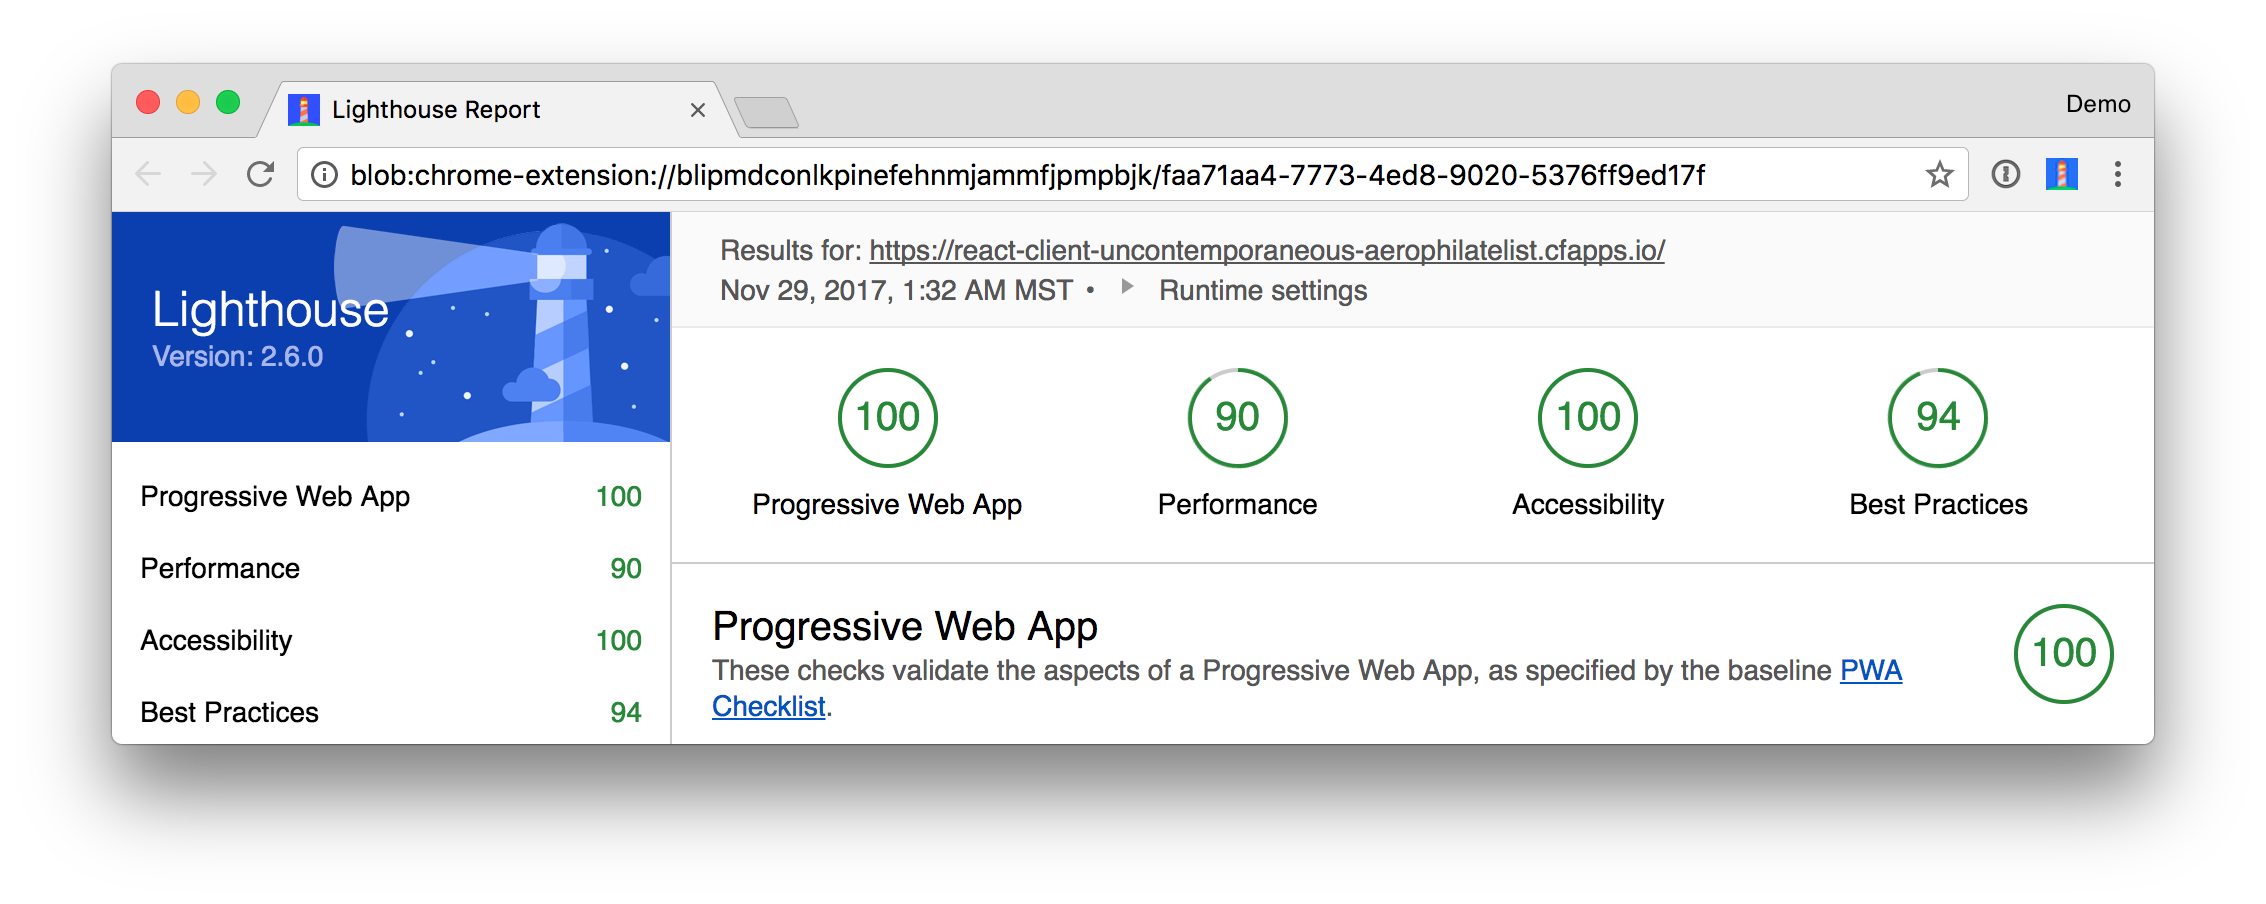 Lighthouse Report
Demo
blob:chrome-extension://blipmdconlkpinefehnmjammfjpmpbjk/faa71aa4-7773-4ed8-9020-5376ff9ed17f
Lighthouse
Version: 2.6.0
Progressive Web App 100
Performance 90
Accessibility 100
Best Practices 94
Results for: https://react-client-uncontemporaneous-aerophilatelist.cfapps.io/
Nov 29, 2017, 1:32 AM MST • Runtime settings
100 90 100 94
Progressive Web App Performance Accessibility Best Practices
Progressive Web App
These checks validate the aspects of a Progressive Web App, as specified by the baseline PWA
Checklist.
100